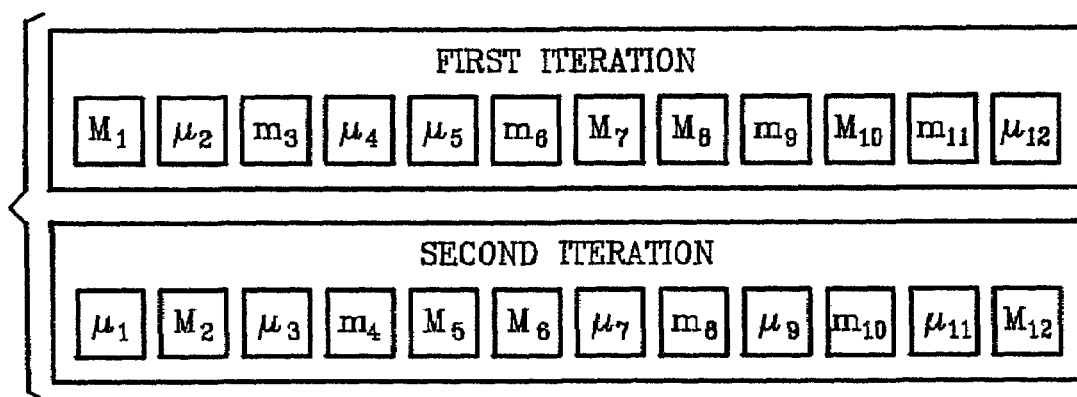 FIRST ITERATION
M₁ μ₂ m₃ μ₄ μ₅ m₆ M₇ M₈ m₉ M₁₀ m₁₁ μ₁₂
SECOND ITERATION
μ₁ M₂ μ₃ m₄ M₅ M₆ μ₇ m₈ μ₉ m₁₀ μ₁₁ M₁₂